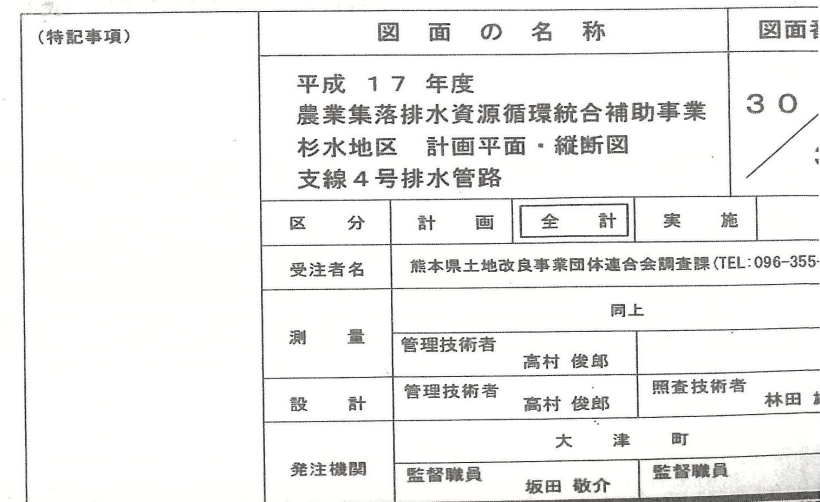 (特記事項)
図面の名称
図面
平成 17 年度
農業集落排水資源循環統合補助事業
杉水地区 計画平面・縦断図
支線4号排水管路
30
区分 計画 全計 実施
受注者名 熊本県土地改良事業団体連合会調査課(TEL:096-355-
測量 同上
管理技術者 高村 俊郎
設計 管理技術者 高村 俊郎 照査技術者 林田
発注機関 大津町
監督職員 坂田 敬介 監督職員